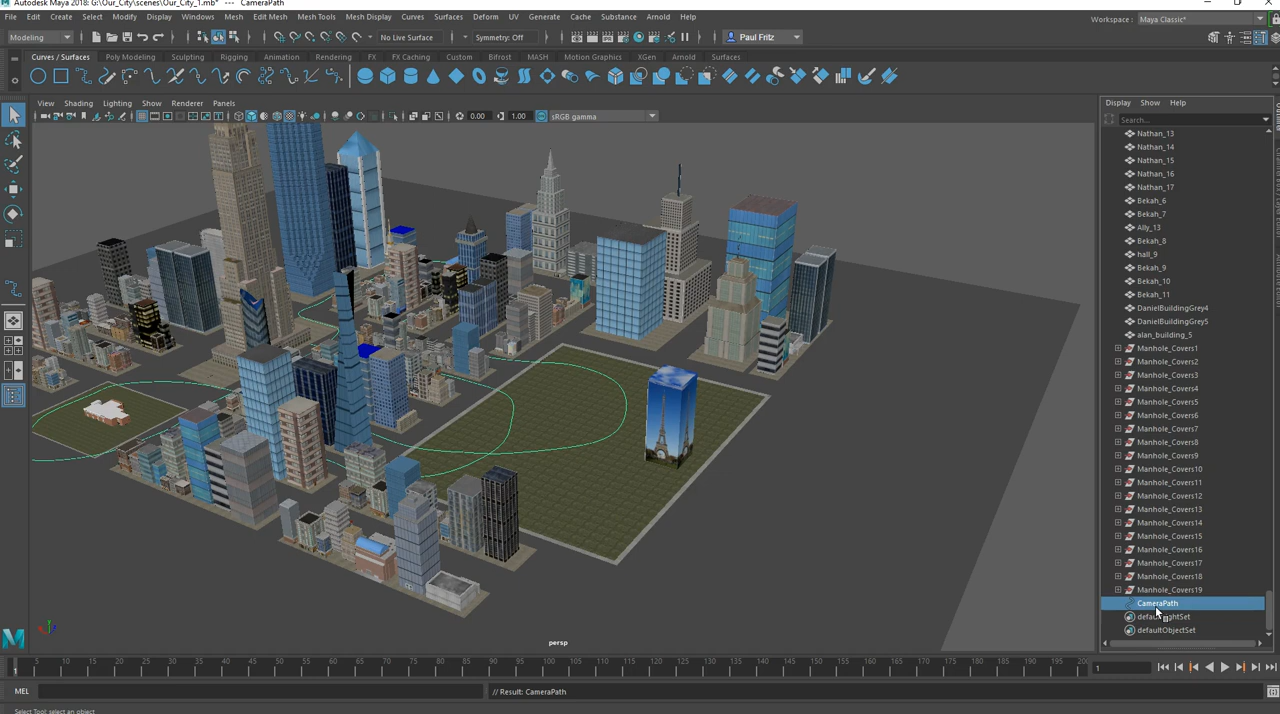 Autodesk Maya 2018: G:\Our_City\scenes\Our_City_1.mb* --- CameraPath
File Edit Create Select Modify Display Windows Mesh Edit Mesh Mesh Tools Mesh Display Curves Surfaces Deform UV Generate Cache Substance Arnold Help
Workspace : Maya Classic*
Modeling No Live Surface Symmetry: Off Paul Fritz
Curves / Surfaces Poly Modeling Sculpting Rigging Animation Rendering FX FX Caching Custom Bifrost MASH Motion Graphics XGen Arnold Surfaces
View Shading Lighting Show Renderer Panels
0.00 1.00 sRGB gamma
Display Show Help
Search...
Nathan_13
Nathan_14
Nathan_15
Nathan_16
Nathan_17
Bekah_6
Bekah_7
Ally_13
Bekah_8
hall_9
Bekah_9
Bekah_10
Bekah_11
DanielBuildingGrey4
DanielBuildingGrey5
alan_building_5
Manhole_Covers1
Manhole_Covers2
Manhole_Covers3
Manhole_Covers4
Manhole_Covers5
Manhole_Covers6
Manhole_Covers7
Manhole_Covers8
Manhole_Covers9
Manhole_Covers10
Manhole_Covers11
Manhole_Covers12
Manhole_Covers13
Manhole_Covers14
Manhole_Covers15
Manhole_Covers16
Manhole_Covers17
Manhole_Covers18
Manhole_Covers19
CameraPath
defaultObjectSet
persp
5 10 15 20 25 30 35 40 45 50 55 60 65 70 75 80 85 90 95 100 105 110 115 120 125 130 135 140 145 150 155 160 165 170 175 180 185 190 195 200
1
MEL // Result: CameraPath
Select Tool: select an object